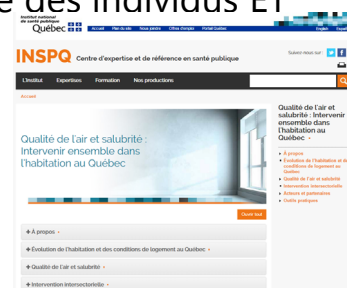 e des individus ET
Institut national
de santé publique
Québec
Accueil Plan du site Nous joindre Offres d'emploi Portail Québec English Españ
INSPQ Centre d'expertise et de référence en santé publique
Suivez-nous sur :
L'Institut Expertises Formation Nos productions
Accueil
Qualité de l'air et salubrité :
Intervenir ensemble dans
l'habitation au Québec
Ouvrir tout
+ À propos
+ Évolution de l'habitation et des conditions de logement au Québec
+ Qualité de l'air et salubrité
+ Intervention intersectorielle
Qualité de l'air et
salubrité : Intervenir
ensemble dans
l'habitation au
Québec
À propos
Évolution de l'habitation et des
conditions de logement au
Québec
Qualité de l'air et salubrité
Intervention intersectorielle
Acteurs et partenaires
Outils pratiques